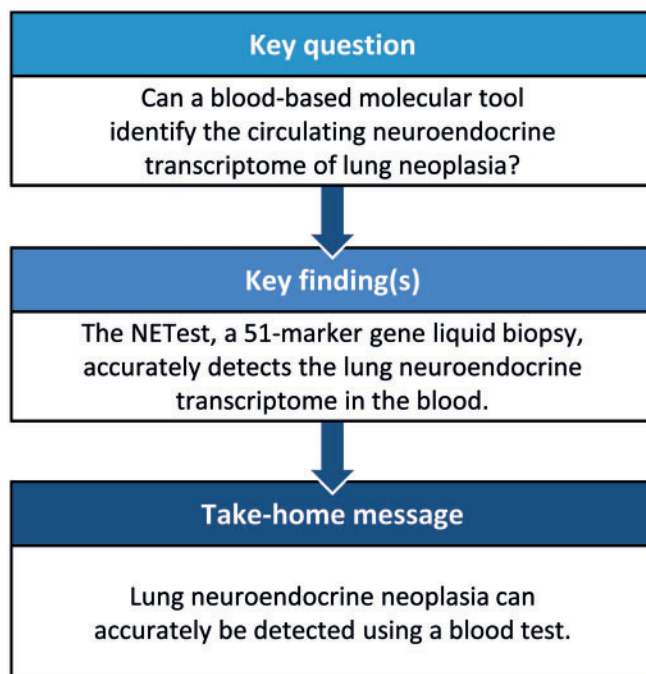 Key question
Can a blood-based molecular tool
identify the circulating neuroendocrine
transcriptome of lung neoplasia?
Key finding(s)
The NETest, a 51-marker gene liquid biopsy,
accurately detects the lung neuroendocrine
transcriptome in the blood.
Take-home message
Lung neuroendocrine neoplasia can
accurately be detected using a blood test.